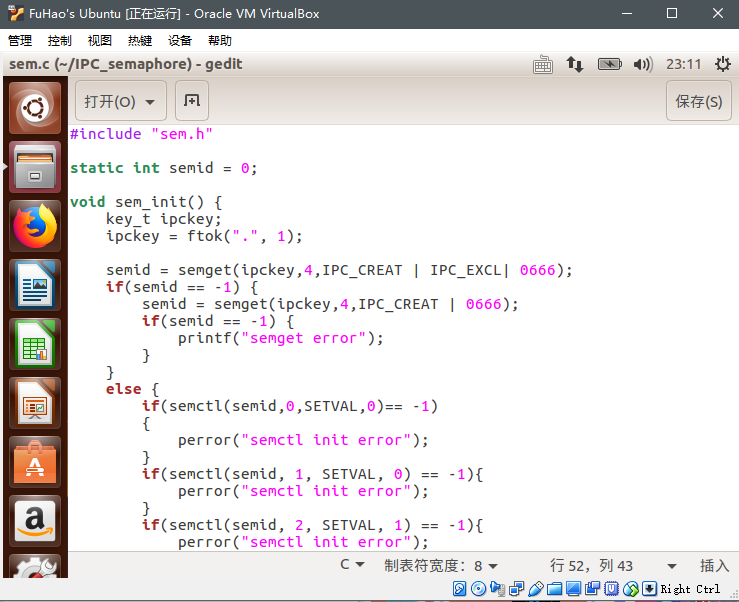 FuHao's Ubuntu [正在运行] - Oracle VM VirtualBox
管理 控制 视图 热键 设备 帮助
sem.c (~/IPC_semaphore) - gedit 23:11
打开(O) 保存(S)
#include "sem.h"
static int semid = 0;
void sem_init() {
    key_t ipckey;
    ipckey = ftok(".", 1);
    semid = semget(ipckey,4,IPC_CREAT | IPC_EXCL| 0666);
    if(semid == -1) {
        semid = semget(ipckey,4,IPC_CREAT | 0666);
        if(semid == -1) {
            printf("semget error");
        }
    }
    else {
        if(semctl(semid,0,SETVAL,0)== -1)
        {
            perror("semctl init error");
        }
        if(semctl(semid, 1, SETVAL, 0) == -1){
            perror("semctl init error");
        }
        if(semctl(semid, 2, SETVAL, 1) == -1){
            perror("semctl init error");
C 制表符宽度: 8 行 52, 列 43 插入
Right Ctrl